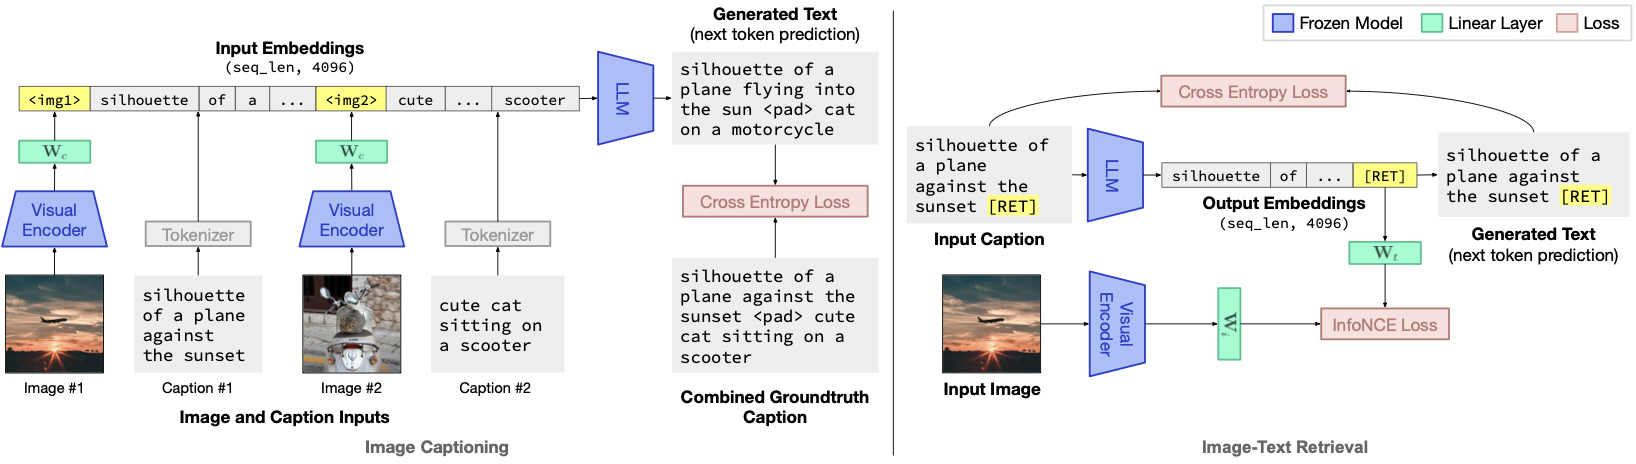 Generated Text
(next token prediction)
Input Embeddings
(seq_len, 4096)
<img1> silhouette of a ... <img2> cute ... scooter
LLM
silhouette of a
plane flying into
the sun <pad> cat
on a motorcycle
W_c
W_c
Visual
Encoder
Visual
Encoder
Tokenizer
Tokenizer
Cross Entropy Loss
silhouette
of a plane
against
the sunset
cute cat
sitting on
a scooter
silhouette of a
plane against the
sunset <pad> cute
cat sitting on a
scooter
Image #1
Caption #1
Image #2
Caption #2
Image and Caption Inputs
Combined Groundtruth
Caption
Image Captioning
Frozen Model
Linear Layer
Loss
Cross Entropy Loss
silhouette of
a plane
against the
sunset [RET]
Input Caption
LLM
silhouette of ... [RET]
Output Embeddings
(seq_len, 4096)
silhouette of a
plane against
the sunset [RET]
Generated Text
(next token prediction)
W_t
Input Image
Visual
Encoder
W_i
InfoNCE Loss
Image-Text Retrieval